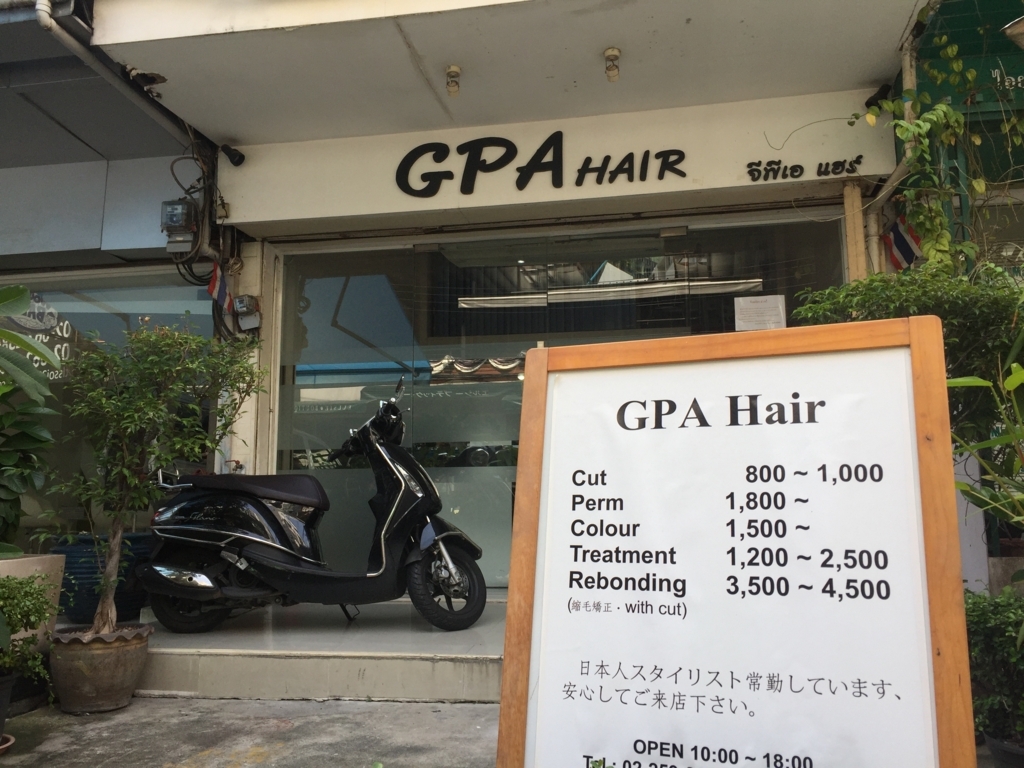 GPA HAIR จีพีเอ แฮร์
GPA Hair
Cut 800 ~ 1,000
Perm 1,800 ~
Colour 1,500 ~
Treatment 1,200 ~ 2,500
Rebonding 3,500 ~ 4,500
(縮毛矯正・with cut)
日本人スタイリスト常勤しています、
安心してご来店下さい。
OPEN 10:00 ~ 18:00